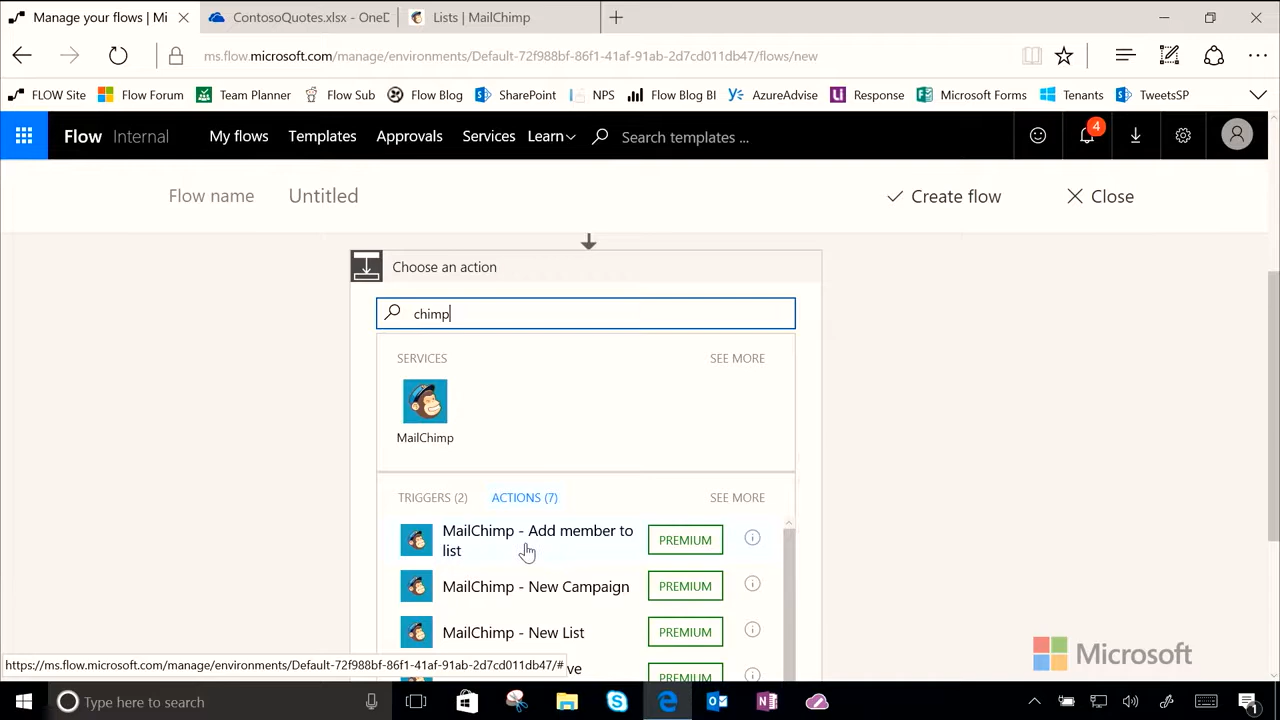 Manage your flows | Mi
ContosoQuotes.xlsx - OneD
Lists | MailChimp
ms.flow.microsoft.com/manage/environments/Default-72f988bf-86f1-41af-91ab-2d7cd011db47/flows/new
FLOW Site
Flow Forum
Team Planner
Flow Sub
Flow Blog
SharePoint
NPS
Flow Blog BI
AzureAdvise
Response
Microsoft Forms
Tenants
TweetsSP
Flow Internal
My flows
Templates
Approvals
Services
Learn
Search templates ...
4
Flow name
Untitled
Create flow
Close
Choose an action
chimp
SERVICES
SEE MORE
MailChimp
TRIGGERS (2)
ACTIONS (7)
SEE MORE
MailChimp - Add member to
list
PREMIUM
MailChimp - New Campaign
PREMIUM
MailChimp - New List
PREMIUM
ve
PREMIUM
https://ms.flow.microsoft.com/manage/environments/Default-72f988bf-86f1-41af-91ab-2d7cd011db47/#
Microsoft
Type here to search
1